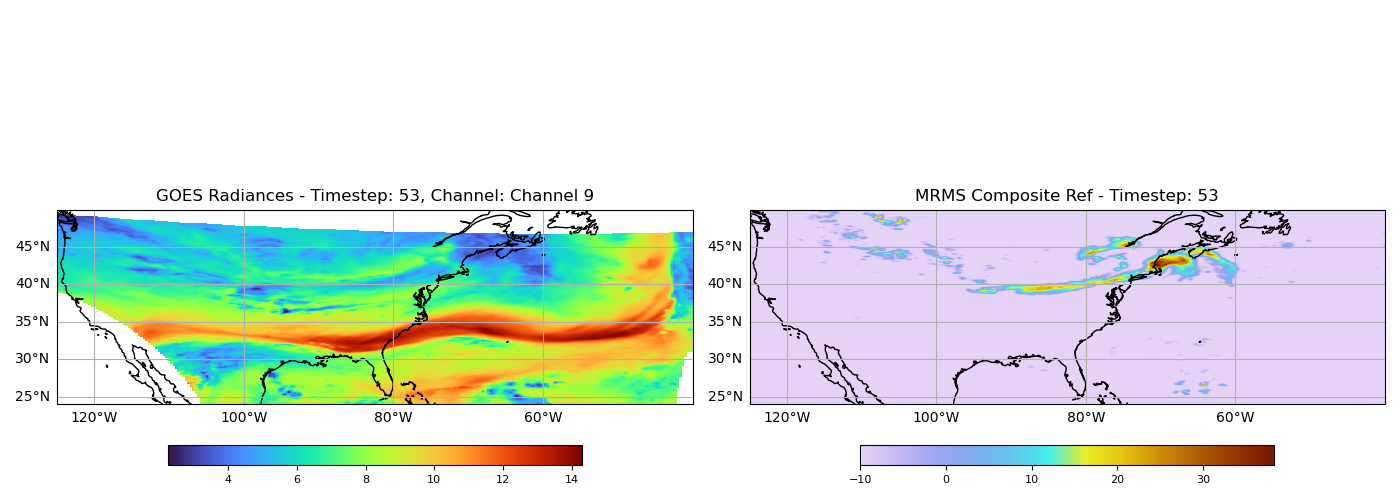 GOES Radiances - Timestep: 53, Channel: Channel 9
45°N
40°N
35°N
30°N
25°N
120°W 100°W 80°W 60°W
4 6 8 10 12 14
MRMS Composite Ref - Timestep: 53
45°N
40°N
35°N
30°N
25°N
120°W 100°W 80°W 60°W
−10 0 10 20 30